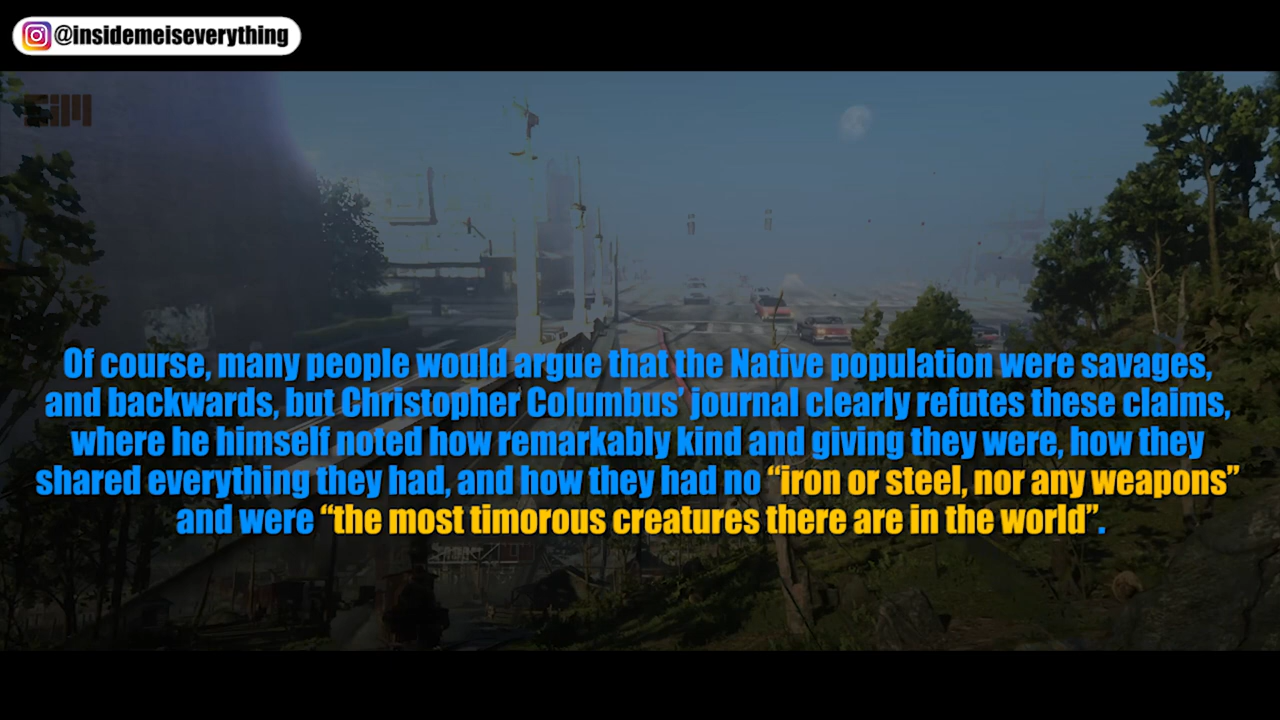 @insidemeiseverything
Of course, many people would argue that the Native population were savages,
and backwards, but Christopher Columbus’ journal clearly refutes these claims,
where he himself noted how remarkably kind and giving they were, how they
shared everything they had, and how they had no “iron or steel, nor any weapons”
and were “the most timorous creatures there are in the world”.